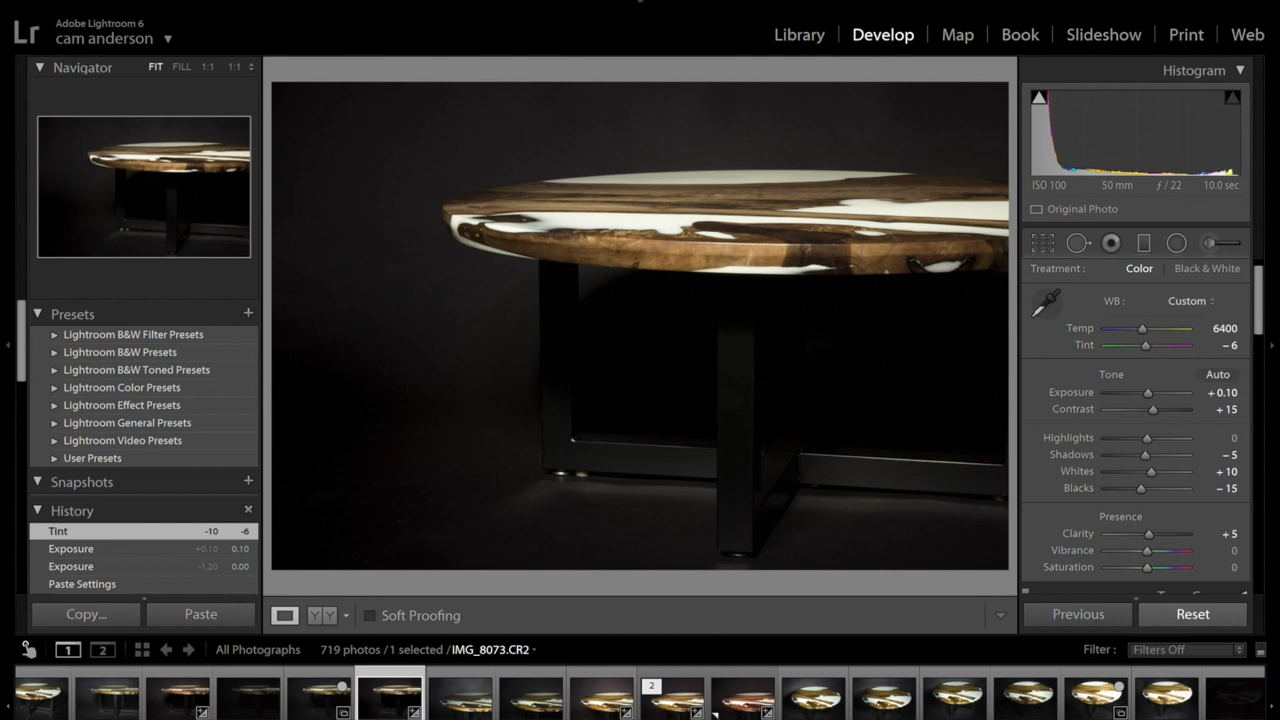 Lr
Adobe Lightroom 6
cam anderson
Library | Develop | Map | Book | Slideshow | Print | Web
Navigator FIT FILL 1:1 1:1
Presets
Lightroom B&W Filter Presets
Lightroom B&W Presets
Lightroom B&W Toned Presets
Lightroom Color Presets
Lightroom Effect Presets
Lightroom General Presets
Lightroom Video Presets
User Presets
Snapshots
History
Tint -10 -6
Exposure +0.10 0.10
Exposure -1.20 0.00
Paste Settings
Copy... Paste
Histogram
ISO 100 50 mm ƒ / 22 10.0 sec
Original Photo
Treatment : Color | Black & White
WB : Custom
Temp 6400
Tint – 6
Tone Auto
Exposure + 0.10
Contrast + 15
Highlights 0
Shadows – 5
Whites + 10
Blacks – 15
Presence
Clarity + 5
Vibrance 0
Saturation 0
Previous Reset
Y Y Soft Proofing
1 2 All Photographs 719 photos / 1 selected / IMG_8073.CR2
Filter : Filters Off
2